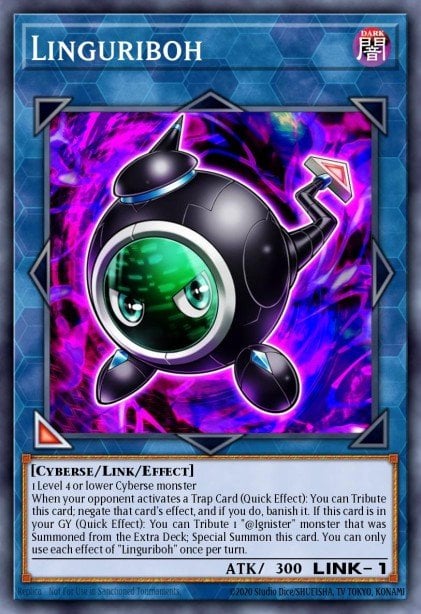 LINGURIBOH
DARK
闇
[CYBERSE/LINK/EFFECT]
1 Level 4 or lower Cyberse monster
When your opponent activates a Trap Card (Quick Effect): You can Tribute
this card; negate that card's effect, and if you do, banish it. If this card is
in your GY (Quick Effect): You can Tribute 1 "@Ignister" monster that was
Summoned from the Extra Deck; Special Summon this card. You can only
use each effect of "Linguriboh" once per turn.
ATK/ 300 LINK-1
Replica - Not For Use in Sanctioned Tournaments ©2020 Studio Dice/SHUEISHA, TV TOKYO, KONAMI